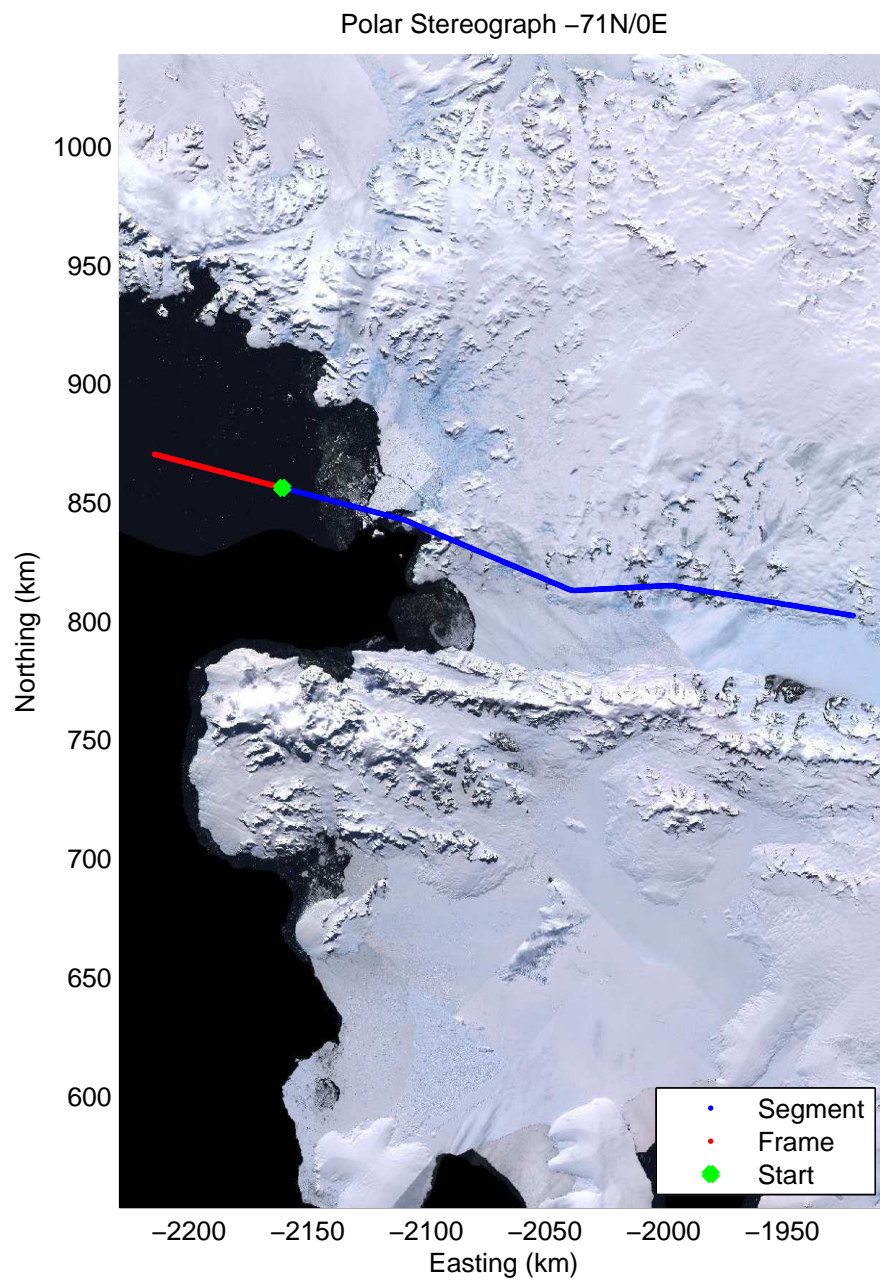 Polar Stereograph −71N/0E
1000
950
900
850
800
750
700
650
600
Northing (km)
Segment
Frame
Start
−2200 −2150 −2100 −2050 −2000 −1950
Easting (km)